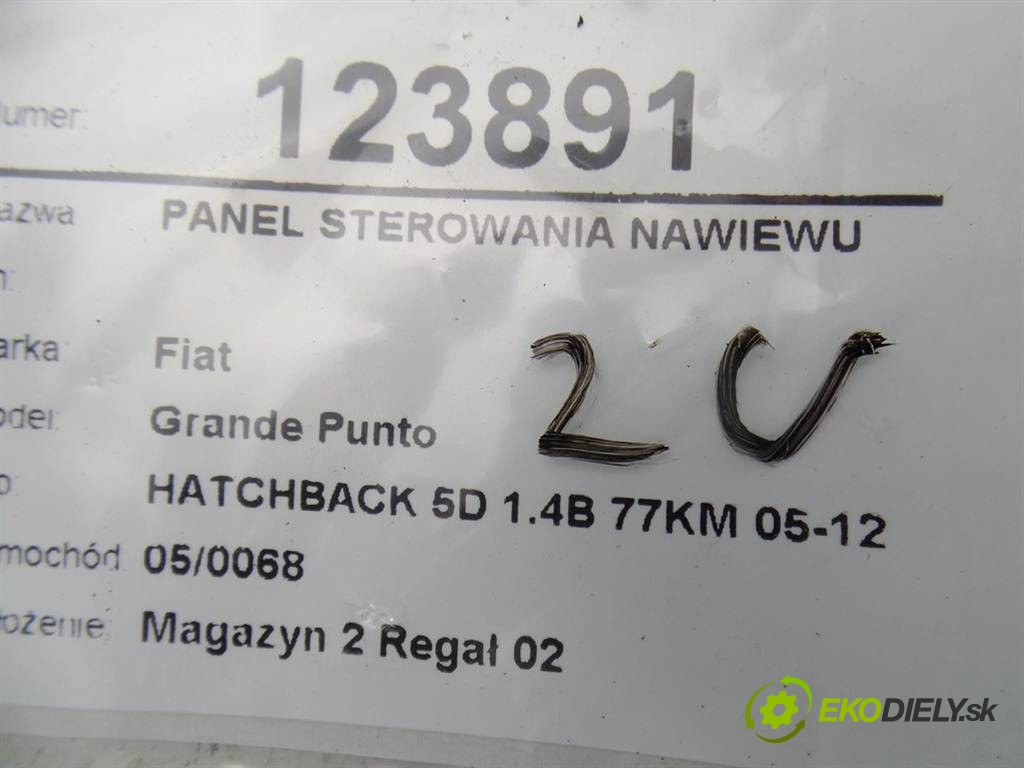 umer: 123891
azwa PANEL STEROWANIA NAWIEWU
arka: Fiat 20
odel: Grande Punto
HATCHBACK 5D 1.4B 77KM 05-12
mochód 05/0068
łożenie: Magazyn 2 Regał 02
EKODIELY.sk